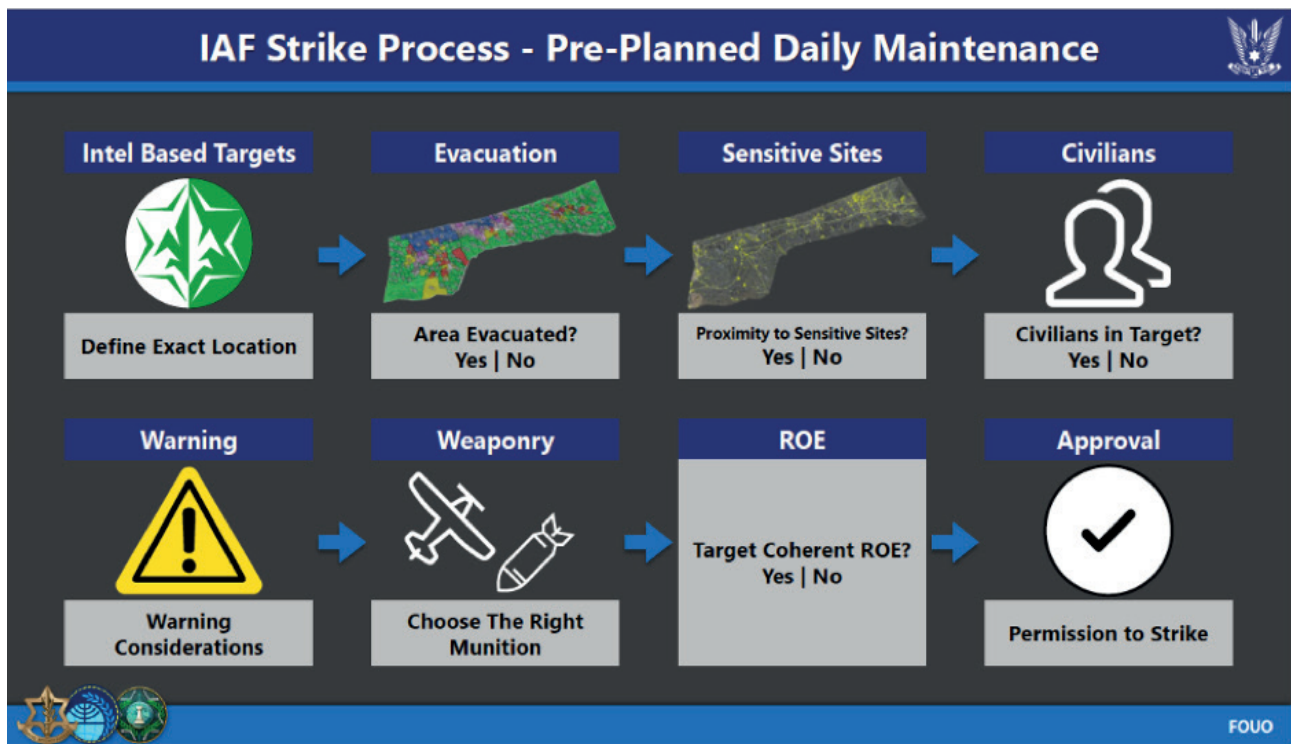 IAF Strike Process - Pre-Planned Daily Maintenance
Intel Based Targets
Define Exact Location
Evacuation
Area Evacuated?
Yes | No
Sensitive Sites
Proximity to Sensitive Sites?
Yes | No
Civilians
Civilians in Target?
Yes | No
Warning
Warning
Considerations
Weaponry
Choose The Right
Munition
ROE
Target Coherent ROE?
Yes | No
Approval
Permission to Strike
FOUO